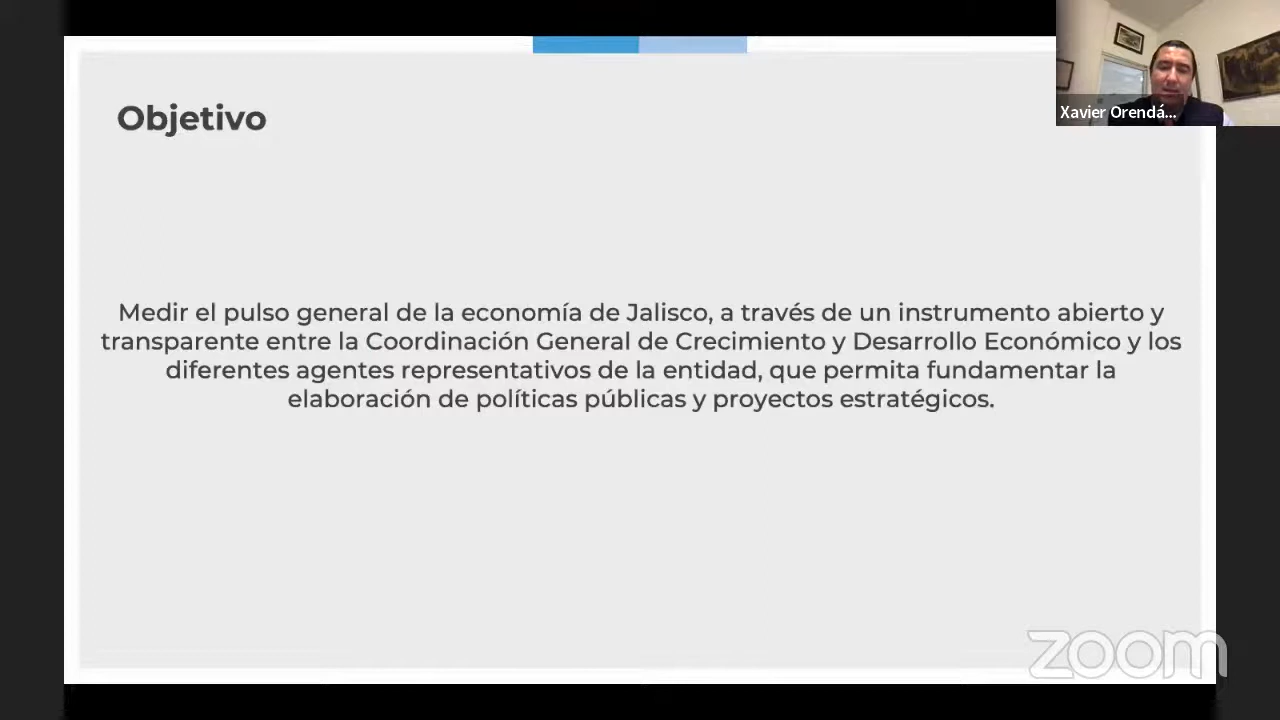 Xavier Orendá...
Objetivo
Medir el pulso general de la economía de Jalisco, a través de un instrumento abierto y
transparente entre la Coordinación General de Crecimiento y Desarrollo Económico y los
diferentes agentes representativos de la entidad, que permita fundamentar la
elaboración de políticas públicas y proyectos estratégicos.
zoom